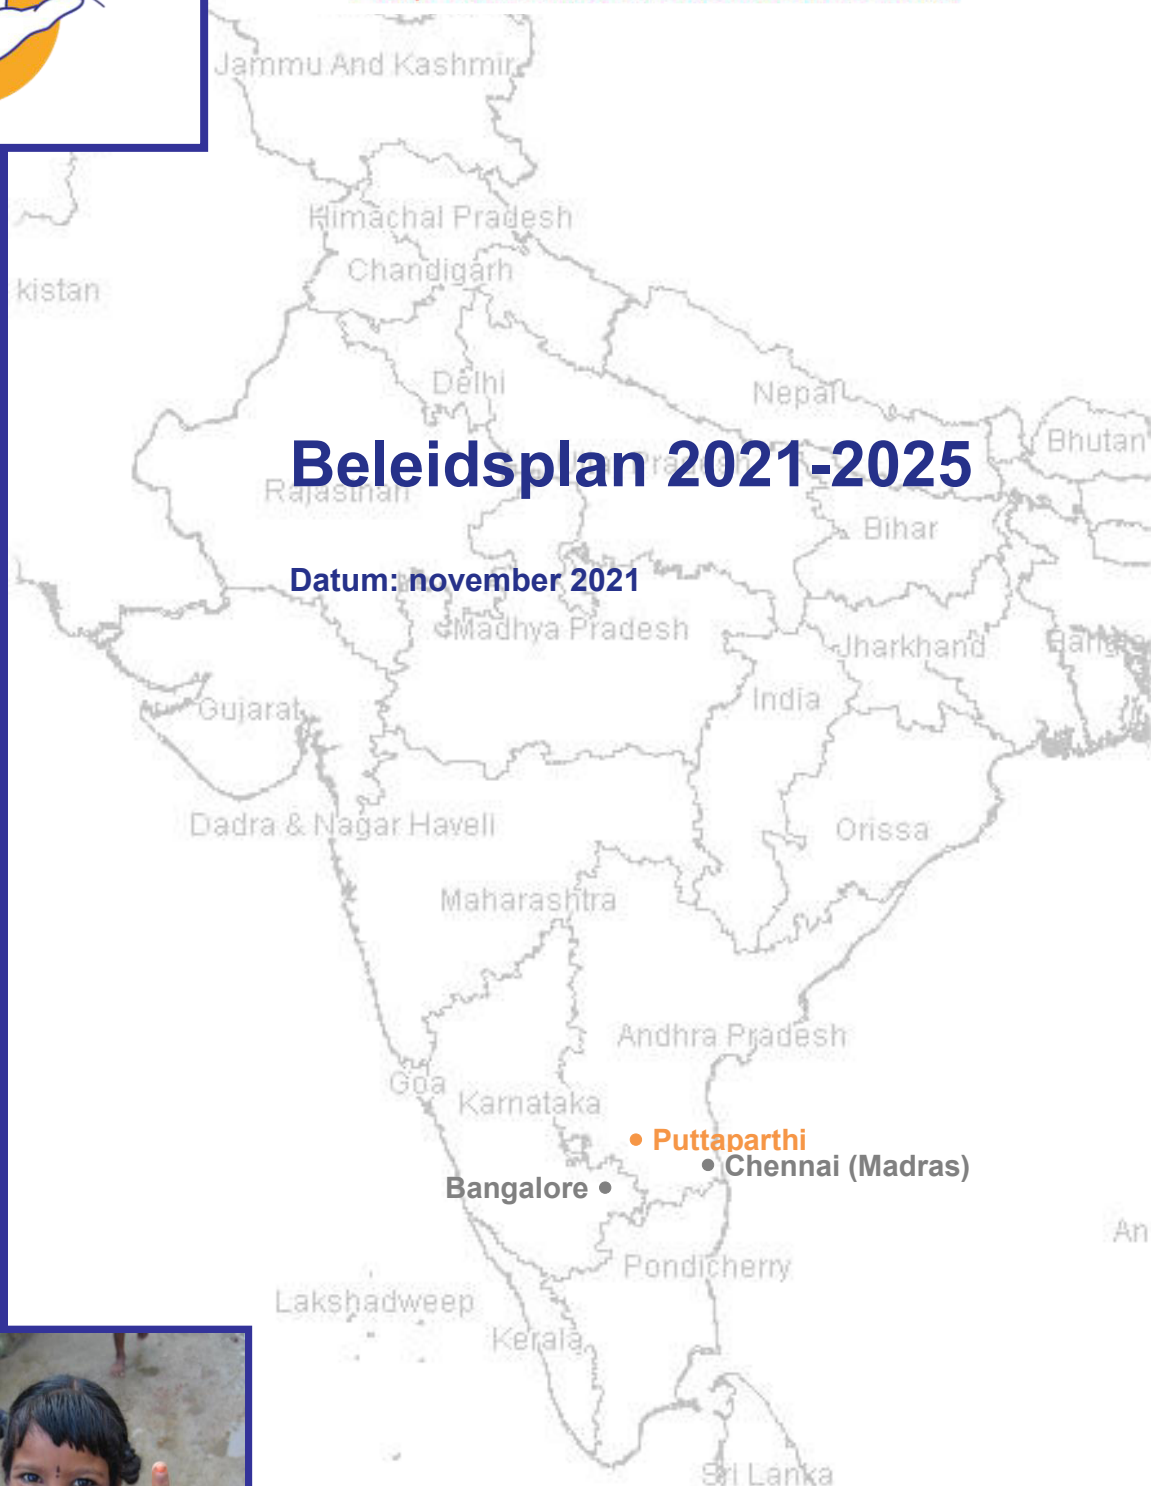 Jammu And Kashmir
Himachal Pradesh
Chandigarh
kistan
Delhi
Nepal
Bhutan
Beleidsplan 2021-2025
Pradesh
Rajasthan
Bihar
Datum: november 2021
Madhya Pradesh
Jharkhand
India
Gujarat
Dadra & Nagar Haveli
Orissa
Maharashtra
Andhra Pradesh
Goa
Karnataka
Puttaparthi
Chennai (Madras)
Bangalore
An
Pondicherry
Lakshadweep
Kerala
Sri Lanka